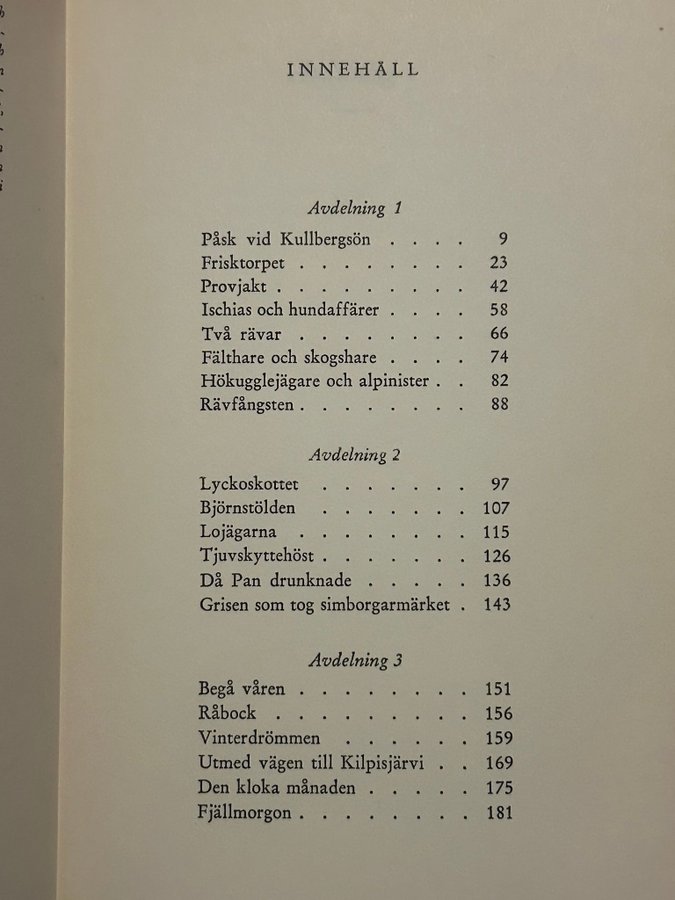 INNEHÅLL
Avdelning 1
Påsk vid Kullbergsön . . . . 9
Frisktorpet . . . . . . . . 23
Provjakt . . . . . . . . . 42
Ischias och hundaffärer . . . . 58
Två rävar . . . . . . . . 66
Fälthare och skogshare . . . . 74
Hökugglejägare och alpinister . . 82
Rävfångsten . . . . . . . . 88
Avdelning 2
Lyckoskottet . . . . . . . 97
Björnstölden . . . . . . . 107
Lojägarna . . . . . . . . 115
Tjuvskyttehöst . . . . . . . 126
Då Pan drunknade . . . . . 136
Grisen som tog simborgarmärket . 143
Avdelning 3
Begå våren . . . . . . . . 151
Råbock . . . . . . . . . 156
Vinterdrömmen . . . . . . 159
Utmed vägen till Kilpisjärvi . . 169
Den kloka månaden . . . . . 175
Fjällmorgon . . . . . . . . 181